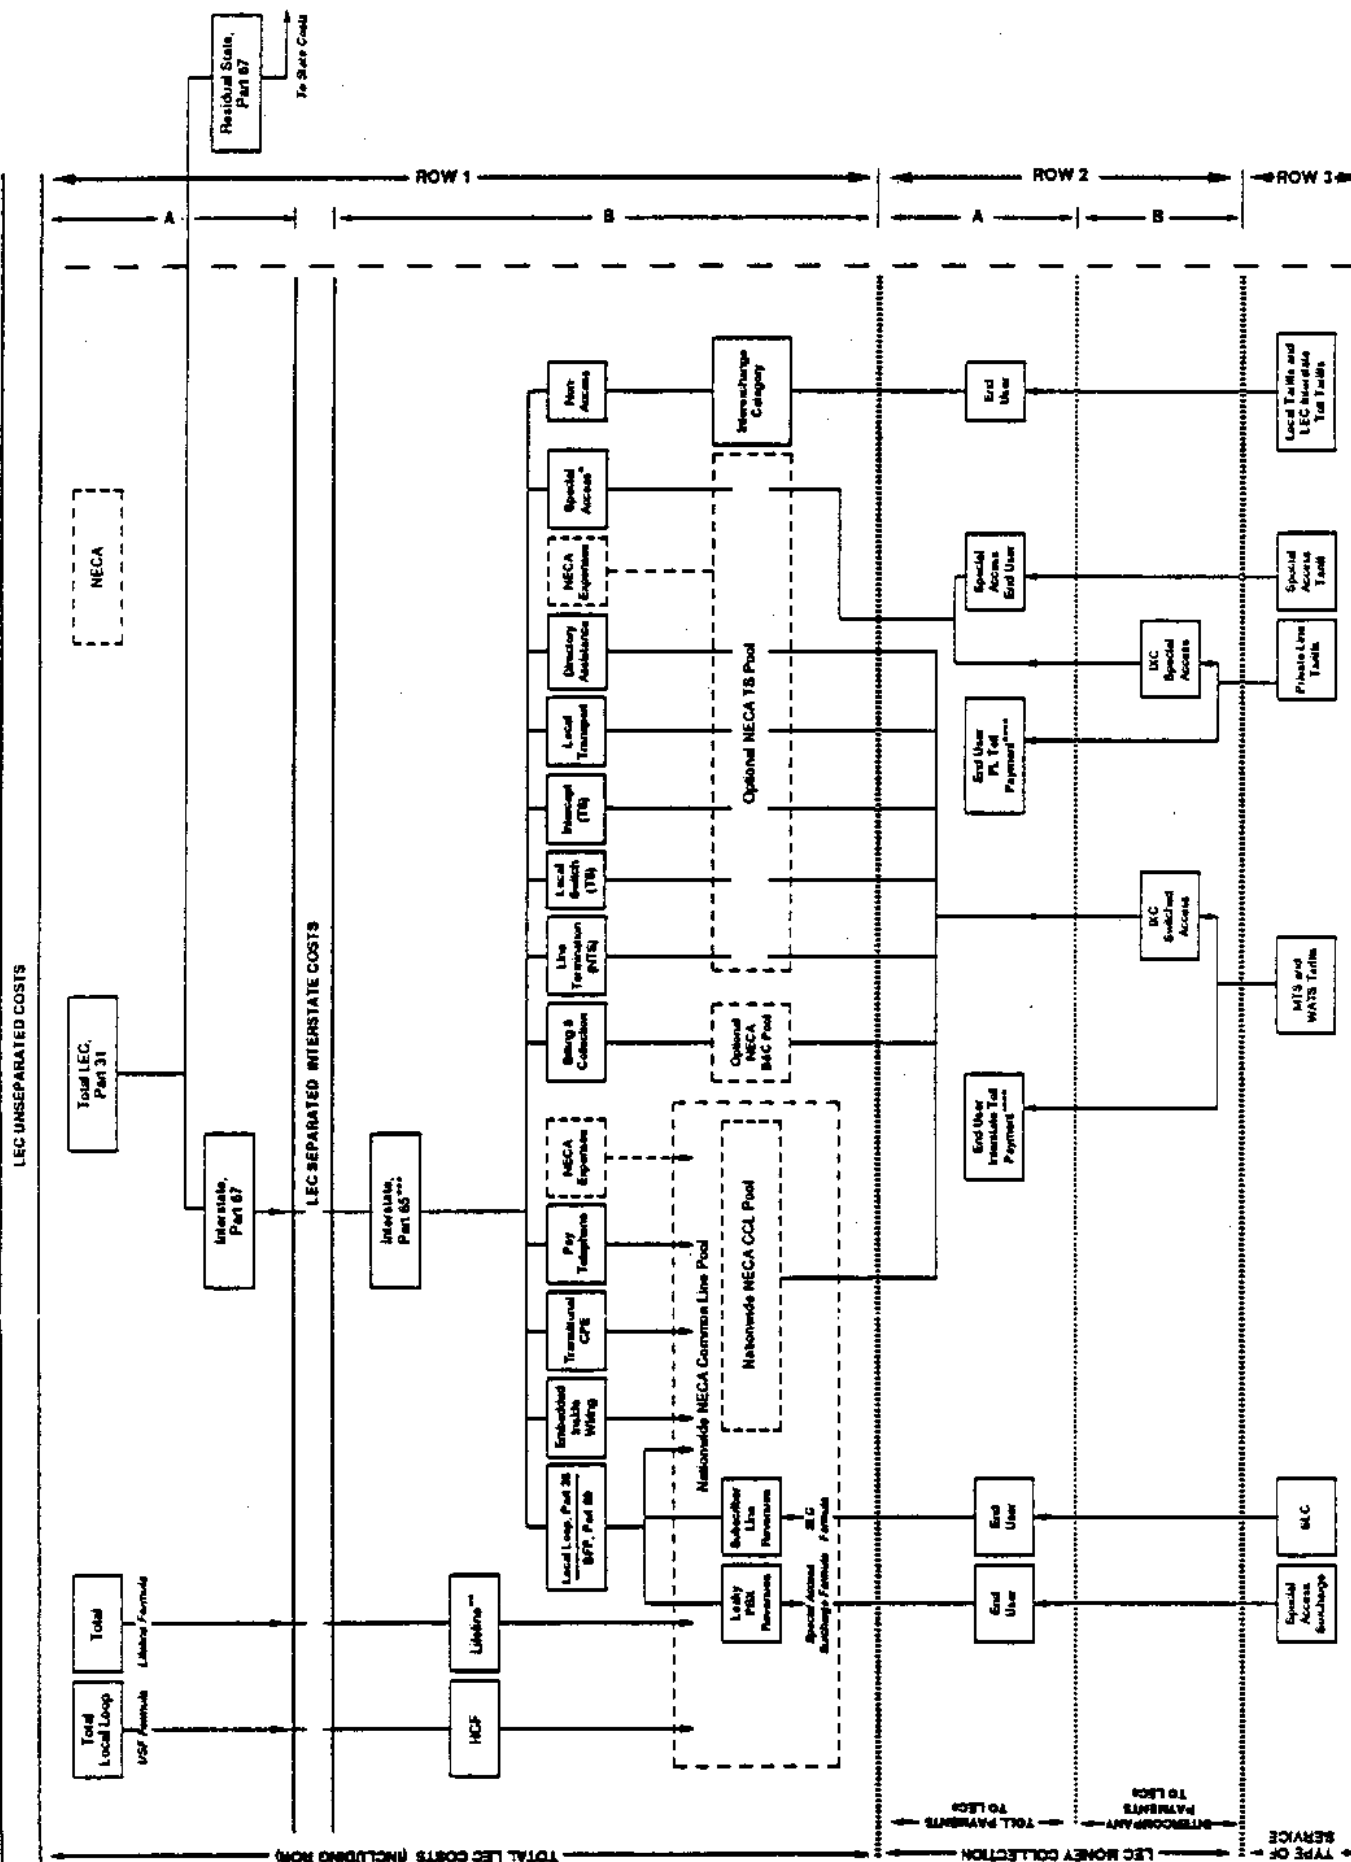 LEC UNSEPARATED COSTS
Residual State,
Part 67
To State Costs
ROW 1
ROW 2
ROW 3
A
B
A
B
NECA
Total LEC,
Part 31
Total
Lifeline Formula
Total
Local Loop
USF Formula
Interstate,
Part 67
LEC SEPARATED INTERSTATE COSTS
Interstate,
Part 65***
Lifeline**
HCF
Local Loop, Part 36
BFP, Part 69
Embedded
Inside
Wiring
Transitional
CPE
Pay
Telephone
NECA
Expenses
Billing &
Collection
Line
Termination
(NTS)
Local
Switch
(TS)
Intercept
(TS)
Local
Transport
Directory
Assistance
NECA
Expenses
Special
Access*
Non-
Access
Nationwide NECA Common Line Pool
Nationwide NECA CCL Pool
Optional
NECA
B&C Pool
Optional NECA TS Pool
Interexchange
Category
Leaky
PBX
Revenues
Subscriber
Line
Revenues
Special Access
Surcharge Formula
SLC
Formula
End
User
End
User
End User
Interstate Toll
Payment****
End User
PL Toll
Payment****
Special
Access
End User
End
User
IXC
Switched
Access
IXC
Special
Access
Special
Access
Surcharge
SLC
MTS and
WATS Tariffs
Private Line
Tariffs
Special
Access
Tariff
Local Tariffs and
LEC Interstate
Toll Tariffs
TOTAL LEC COSTS (INCLUDING ROR)
TOLL PAYMENTS
TO LECs
INTERCOMPANY
PAYMENTS
TO LECs
LEC MONEY COLLECTION
TYPE OF
SERVICE